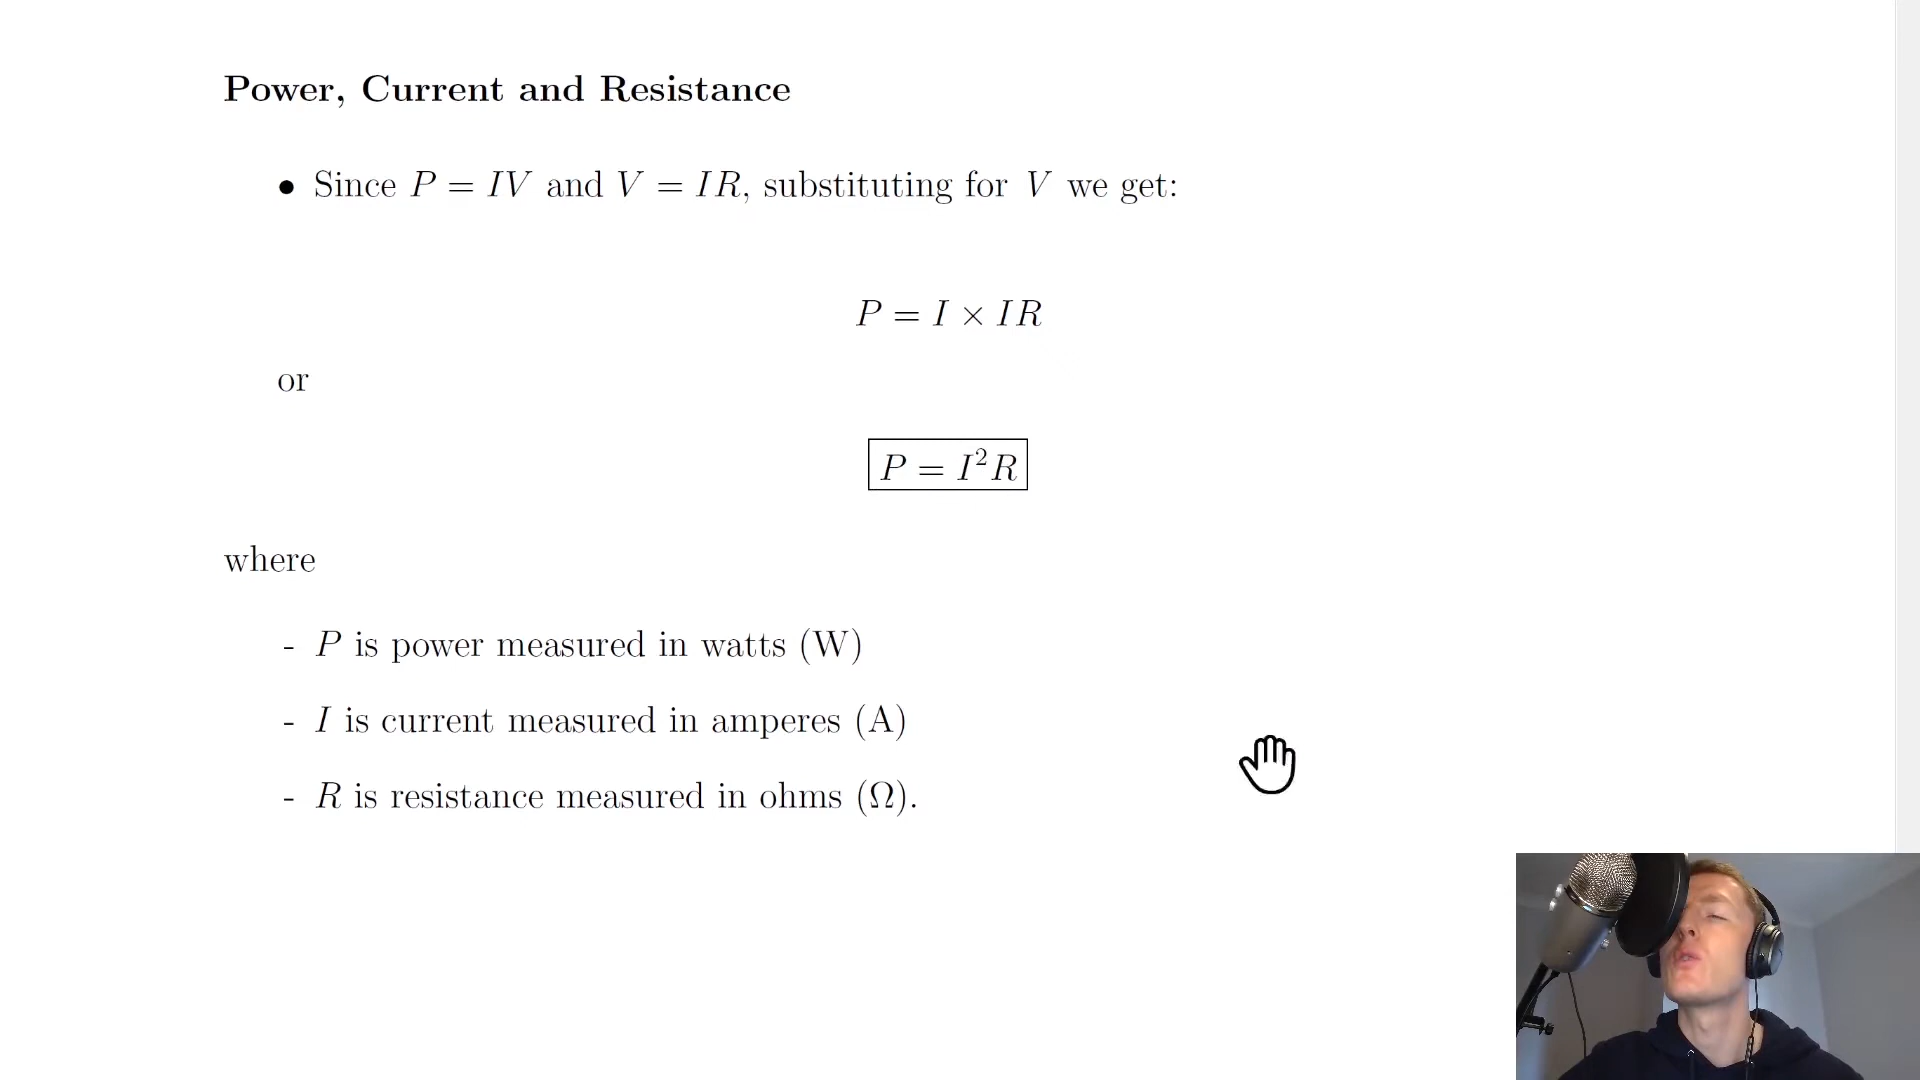 Power, Current and Resistance
• Since P = IV and V = IR, substituting for V we get:
P = I × IR
or
P = I²R
where
- P is power measured in watts (W)
- I is current measured in amperes (A)
- R is resistance measured in ohms (Ω).